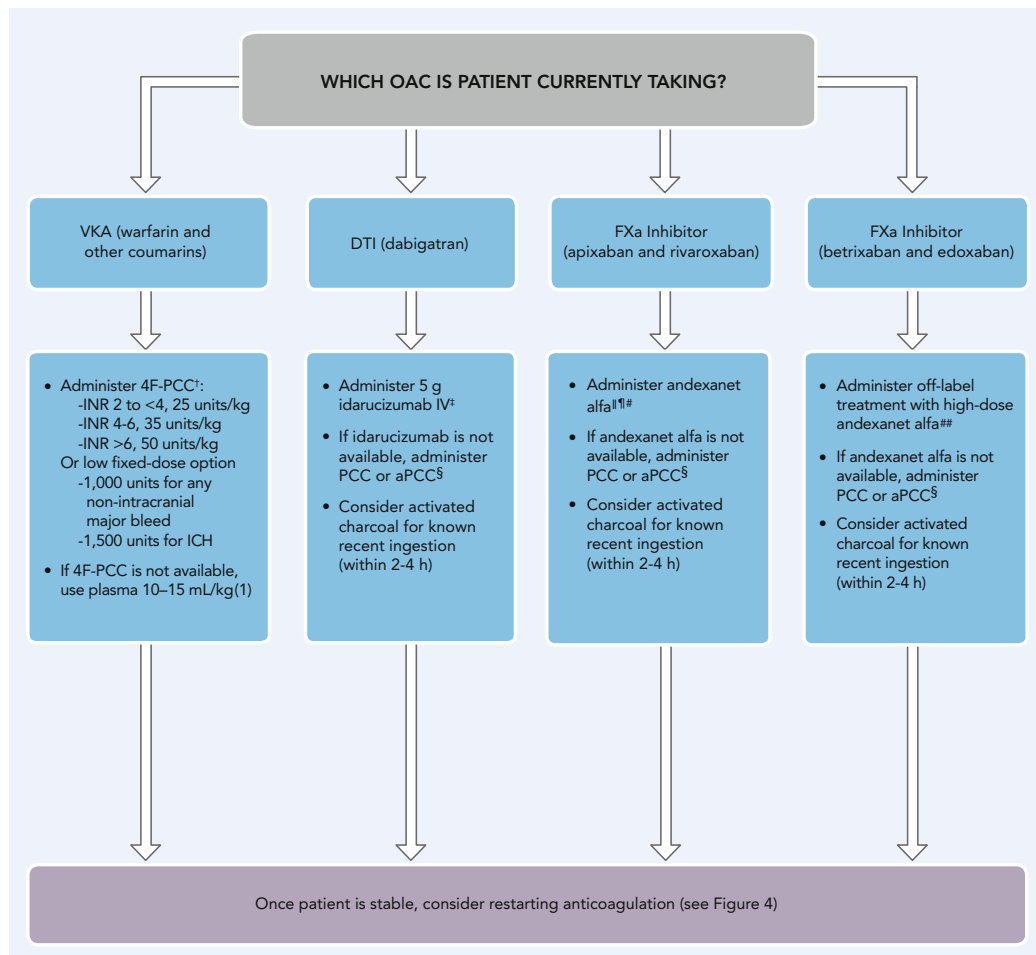 WHICH OAC IS PATIENT CURRENTLY TAKING?
VKA (warfarin and
other coumarins)
DTI (dabigatran)
FXa Inhibitor
(apixaban and rivaroxaban)
FXa Inhibitor
(betrixaban and edoxaban)
• Administer 4F-PCC†:
-INR 2 to <4, 25 units/kg
-INR 4-6, 35 units/kg
-INR >6, 50 units/kg
Or low fixed-dose option
-1,000 units for any
non-intracranial
major bleed
-1,500 units for ICH
• If 4F-PCC is not available,
use plasma 10–15 mL/kg(1)
• Administer 5 g
idarucizumab IV‡
• If idarucizumab is not
available, administer
PCC or aPCC§
• Consider activated
charcoal for known
recent ingestion
(within 2-4 h)
• Administer andexanet
alfa‖¶#
• If andexanet alfa is not
available, administer
PCC or aPCC§
• Consider activated
charcoal for known
recent ingestion
(within 2-4 h)
• Administer off-label
treatment with high-dose
andexanet alfa##
• If andexanet alfa is not
available, administer
PCC or aPCC§
• Consider activated
charcoal for known
recent ingestion
(within 2-4 h)
Once patient is stable, consider restarting anticoagulation (see Figure 4)